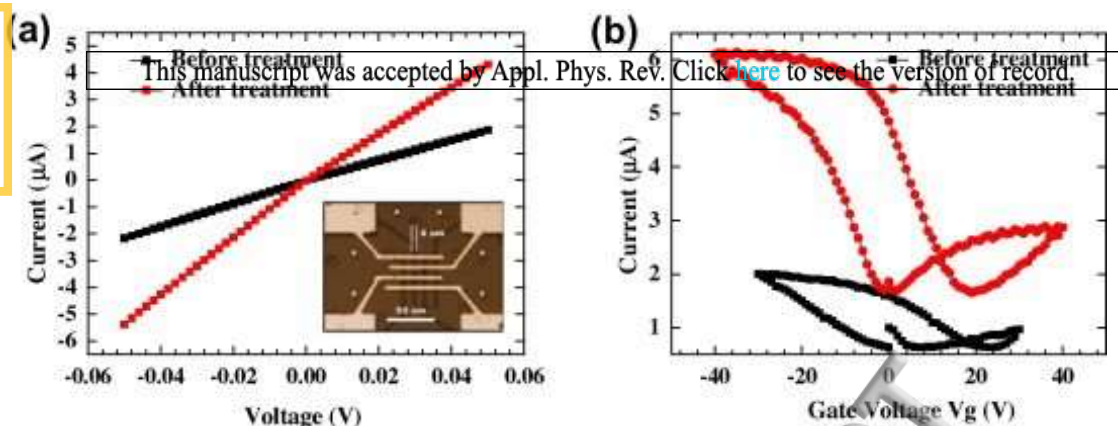 (a)
(b)
This manuscript was accepted by Appl. Phys. Rev. Click here to see the version of record.
Before treatment
After treatment
Before treatment
After treatment
5
4
3
2
1
0
-1
-2
-3
-4
-5
-6
Current (μA)
-0.06 -0.04 -0.02 0.00 0.02 0.04 0.06
Voltage (V)
6
5
4
3
2
1
Current (μA)
-40 -20 0 20 40
Gate Voltage Vg (V)